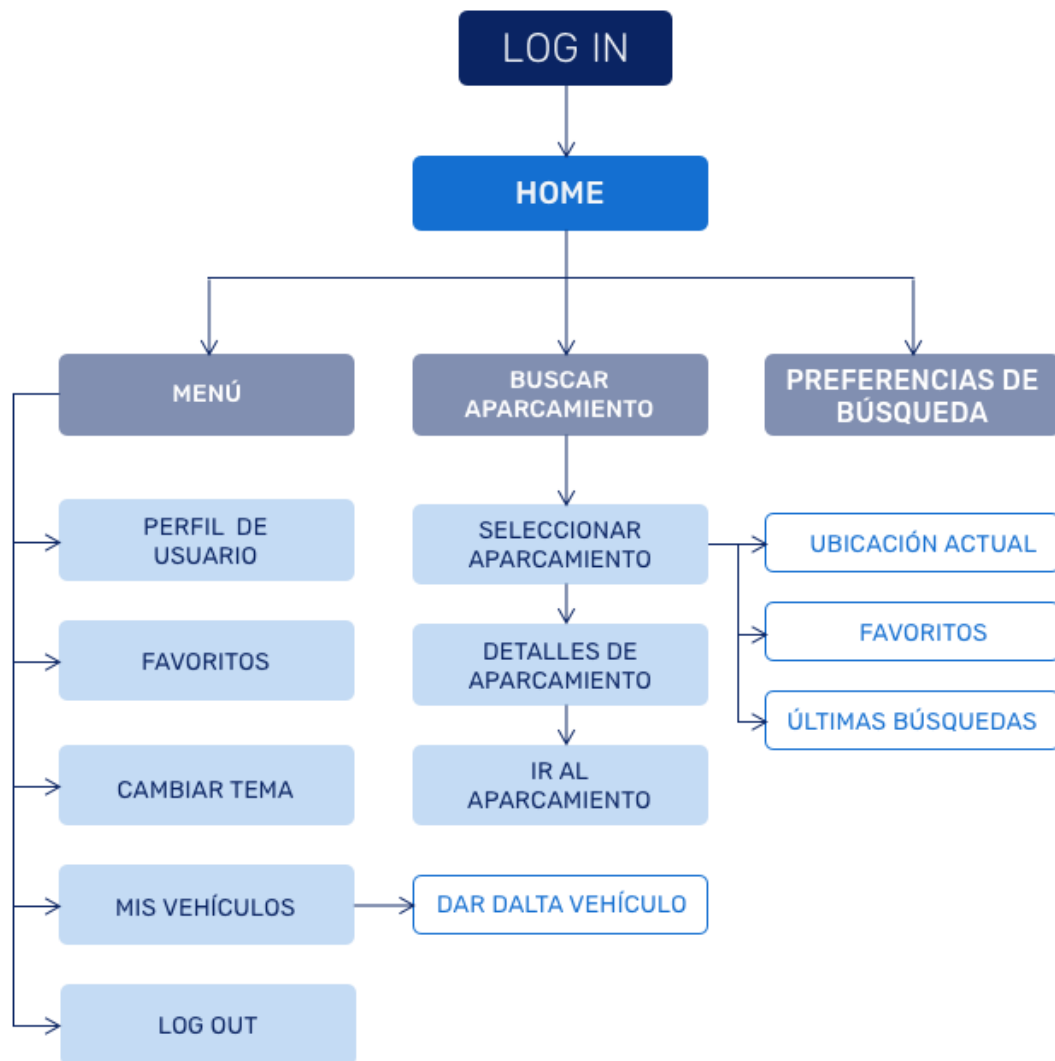 LOG IN
HOME
MENÚ
BUSCAR
APARCAMIENTO
PREFERENCIAS DE
BÚSQUEDA
PERFIL DE
USUARIO
SELECCIONAR
APARCAMIENTO
UBICACIÓN ACTUAL
FAVORITOS
FAVORITOS
DETALLES DE
APARCAMIENTO
ÚLTIMAS BÚSQUEDAS
CAMBIAR TEMA
IR AL
APARCAMIENTO
MIS VEHÍCULOS
DAR DALTA VEHÍCULO
LOG OUT